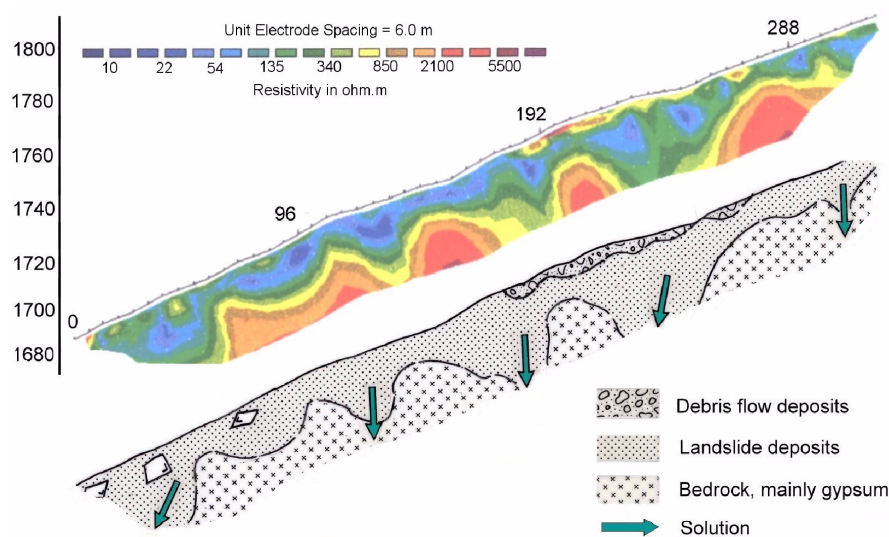 Unit Electrode Spacing = 6.0 m
10 22 54 135 340 850 2100 5500
Resistivity in ohm.m
1800
1780
1760
1740
1720
1700
1680
0
96
192
288
Debris flow deposits
Landslide deposits
Bedrock, mainly gypsum
Solution